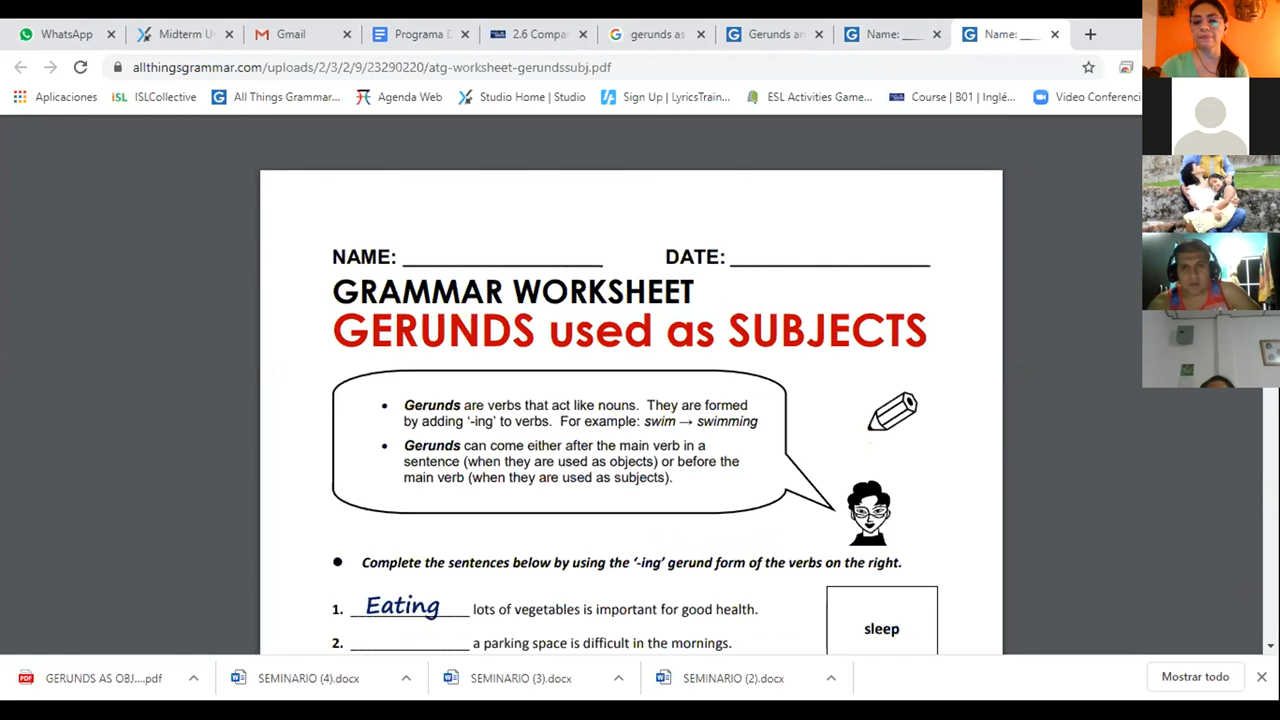 WhatsApp Midterm U Gmail Programa D 2.6 Compa gerunds as Gerunds an Name: ____ Name: ____
allthingsgrammar.com/uploads/2/3/2/9/23290220/atg-worksheet-gerundssubj.pdf
Aplicaciones iSL ISLCollective All Things Grammar... Agenda Web Studio Home | Studio Sign Up | LyricsTrain... ESL Activities Game... Course | B01 | Inglé... Video Conferenci
NAME: ____________________ DATE: ____________________
GRAMMAR WORKSHEET
GERUNDS used as SUBJECTS
• Gerunds are verbs that act like nouns. They are formed
by adding ‘-ing’ to verbs. For example: swim → swimming
• Gerunds can come either after the main verb in a
sentence (when they are used as objects) or before the
main verb (when they are used as subjects).
● Complete the sentences below by using the ‘-ing’ gerund form of the verbs on the right.
1. Eating lots of vegetables is important for good health.
sleep
2. ______________ a parking space is difficult in the mornings.
GERUNDS AS OBJ....pdf SEMINARIO (4).docx SEMINARIO (3).docx SEMINARIO (2).docx Mostrar todo